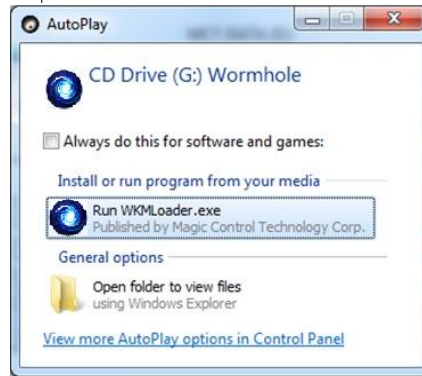 AutoPlay
CD Drive (G:) Wormhole
Always do this for software and games:
Install or run program from your media
Run WKMLoader.exe
Published by Magic Control Technology Corp.
General options
Open folder to view files
using Windows Explorer
View more AutoPlay options in Control Panel